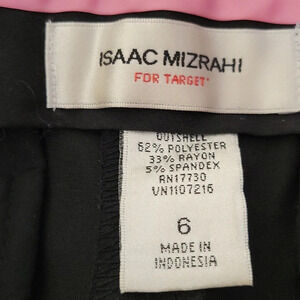 ISAAC MIZRAHI
FOR TARGET*
OUTSHELL
62% POLYESTER
33% RAYON
5% SPANDEX
RN17730
VN1107216
6
MADE IN
INDONESIA